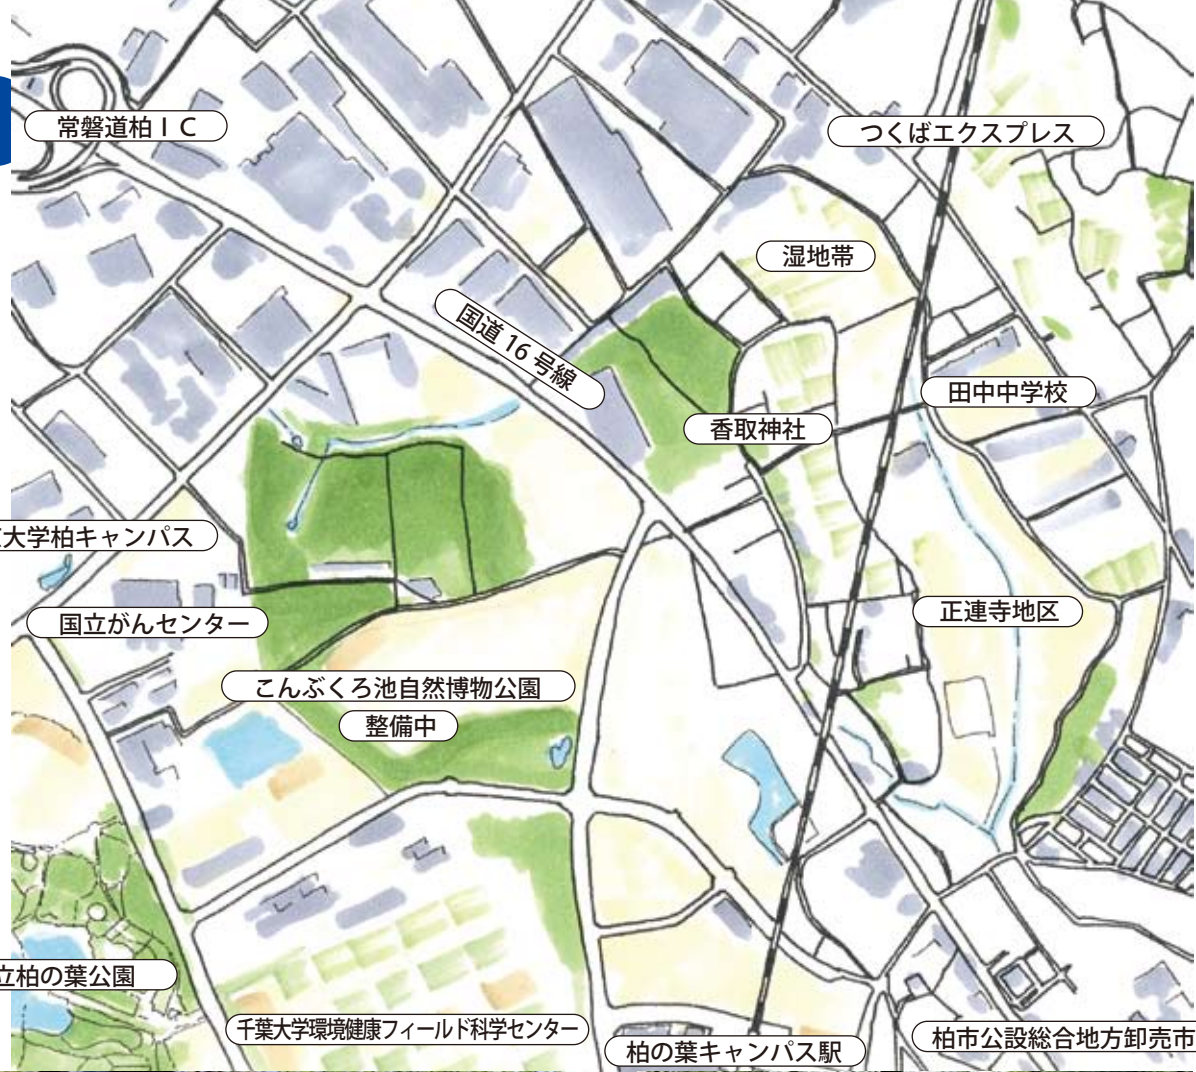 常磐道柏ＩＣ
つくばエクスプレス
湿地帯
国道16号線
田中中学校
香取神社
大学柏キャンパス
国立がんセンター
正連寺地区
こんぶくろ池自然博物公園
整備中
立柏の葉公園
千葉大学環境健康フィールド科学センター
柏の葉キャンパス駅
柏市公設総合地方卸売市